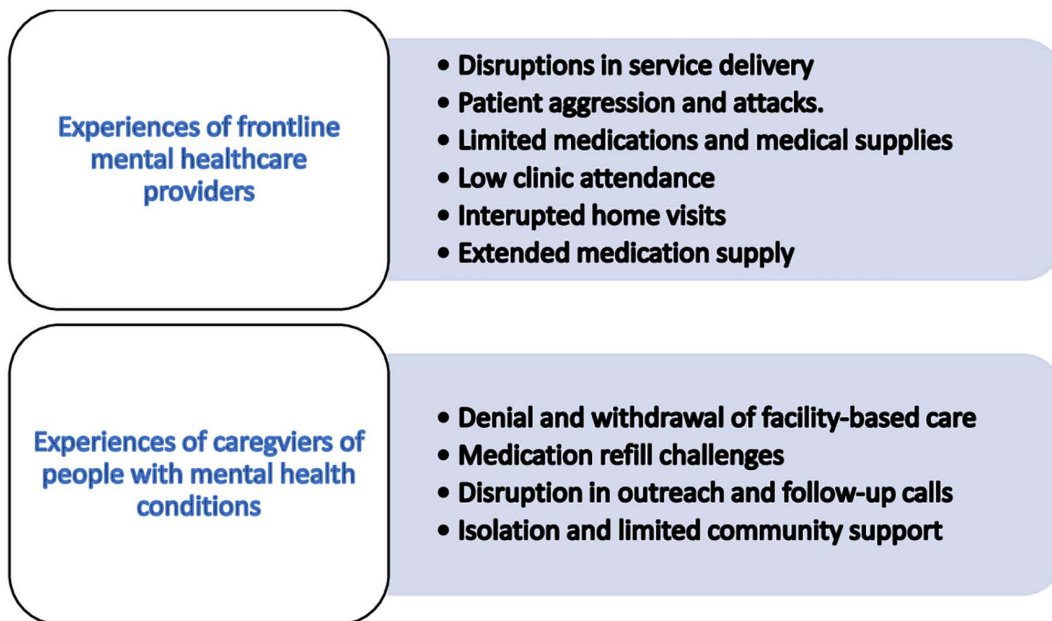 Experiences of frontline
mental healthcare
providers
• Disruptions in service delivery
• Patient aggression and attacks.
• Limited medications and medical supplies
• Low clinic attendance
• Interupted home visits
• Extended medication supply
Experiences of caregviers of
people with mental health
conditions
• Denial and withdrawal of facility-based care
• Medication refill challenges
• Disruption in outreach and follow-up calls
• Isolation and limited community support